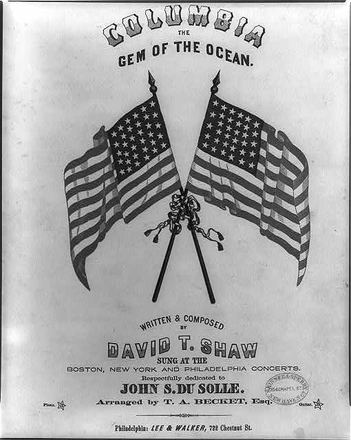 COLUMBIA
THE
GEM OF THE OCEAN.
WRITTEN & COMPOSED
BY
DAVID T. SHAW
SUNG AT THE
BOSTON, NEW YORK AND PHILADELPHIA CONCERTS.
Respectfully dedicated to
JOHN S. DU SOLLE.
Arranged by T. A. BECKET, Esq.
Piano.
Guitar.
Philadelphia: LEE & WALKER, 722 Chestnut St.